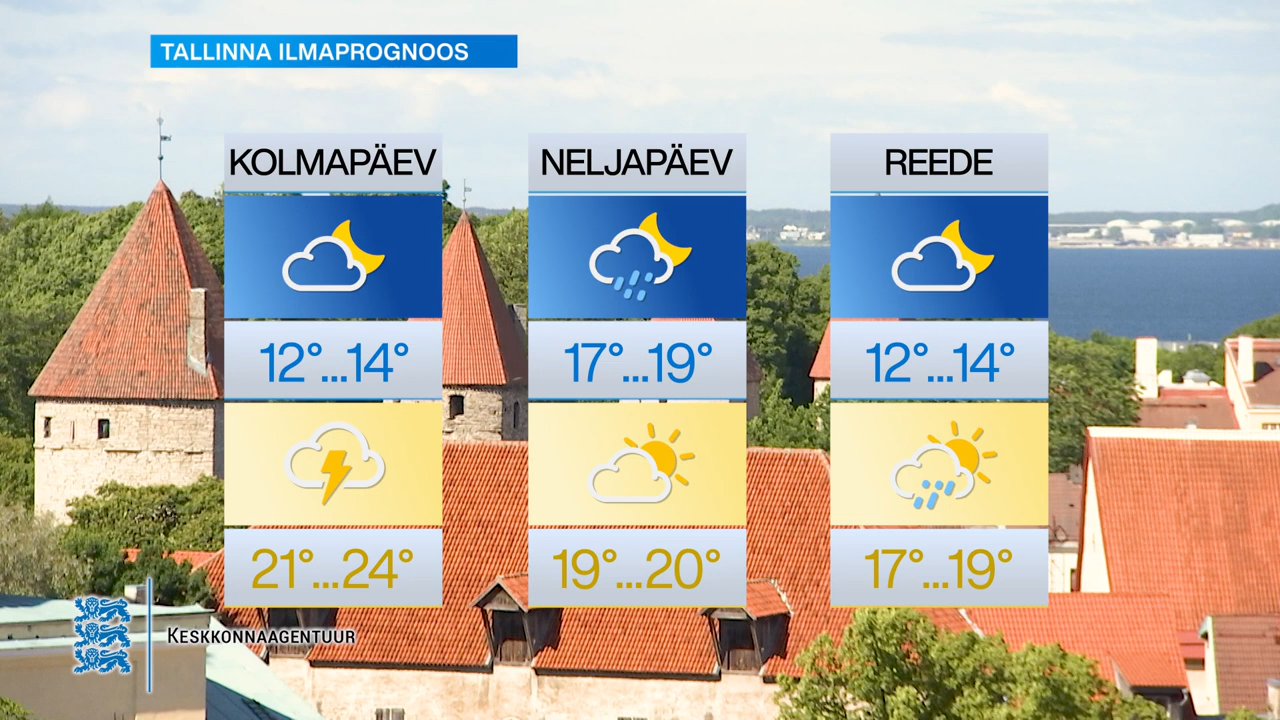 TALLINNA ILMAPROGNOOS
KOLMAPÄEV
12°...14°
21°...24°
NELJAPÄEV
17°...19°
19°...20°
REEDE
12°...14°
17°...19°
KESKKONNAAGENTUUR